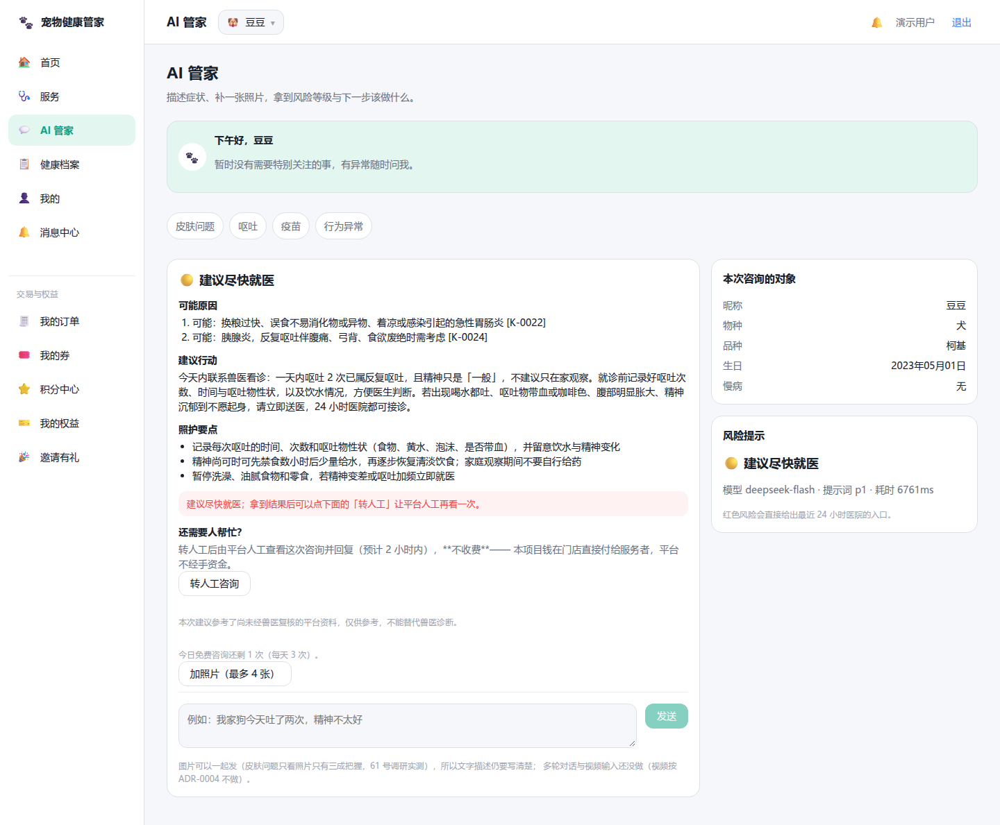 宠物健康管家
首页
服务
AI 管家
健康档案
我的
消息中心
交易与权益
我的订单
我的券
积分中心
我的权益
邀请有礼
AI 管家
豆豆
演示用户
退出
AI 管家
描述症状、补一张照片，拿到风险等级与下一步该做什么。
下午好，豆豆
暂时没有需要特别关注的事，有异常随时问我。
皮肤问题
呕吐
疫苗
行为异常
建议尽快就医
可能原因
1. 可能：换粮过快、误食不易消化物或异物、着凉或感染引起的急性胃肠炎 [K-0022]
2. 可能：胰腺炎，反复呕吐伴腹痛、弓背、食欲废绝时需考虑 [K-0024]
建议行动
今天内联系兽医看诊：一天内呕吐 2 次已属反复呕吐，且精神只是「一般」，不建议只在家观察。就诊前记录好呕吐次
数、时间与呕吐物性状，以及饮水情况，方便医生判断。若出现喝水都吐、呕吐物带血或咖啡色、腹部明显胀大、精神
沉郁到不愿起身，请立即送医，24 小时医院都可接诊。
照护要点
• 记录每次呕吐的时间、次数和呕吐物性状（食物、黄水、泡沫、是否带血），并留意饮水与精神变化
• 精神尚可时可先禁食数小时后少量给水，再逐步恢复清淡饮食；家庭观察期间不要自行给药
• 暂停洗澡、油腻食物和零食，若精神变差或呕吐加频立即就医
建议尽快就医；拿到结果后可以点下面的「转人工」让平台人工再看一次。
还需要人帮忙？
转人工后由平台人工查看这次咨询并回复（预计 2 小时内），**不收费**—— 本项目钱在门店直接付给服务者，平台
不经手资金。
转人工咨询
本次建议参考了尚未经兽医复核的平台资料，仅供参考，不能替代兽医诊断。
今日免费咨询还剩 1 次（每天 3 次）。
加照片（最多 4 张）
例如：我家狗今天吐了两次，精神不太好
发送
图片可以一起发（皮肤问题只看照片只有三成把握，61 号调研实测），所以文字描述仍要写清楚； 多轮对话与视频输入还没做（视频按
ADR-0004 不做）。
本次咨询的对象
昵称 豆豆
物种 犬
品种 柯基
生日 2023年05月01日
慢病 无
风险提示
建议尽快就医
模型 deepseek-flash · 提示词 p1 · 耗时 6761ms
红色风险会直接给出最近 24 小时医院的入口。